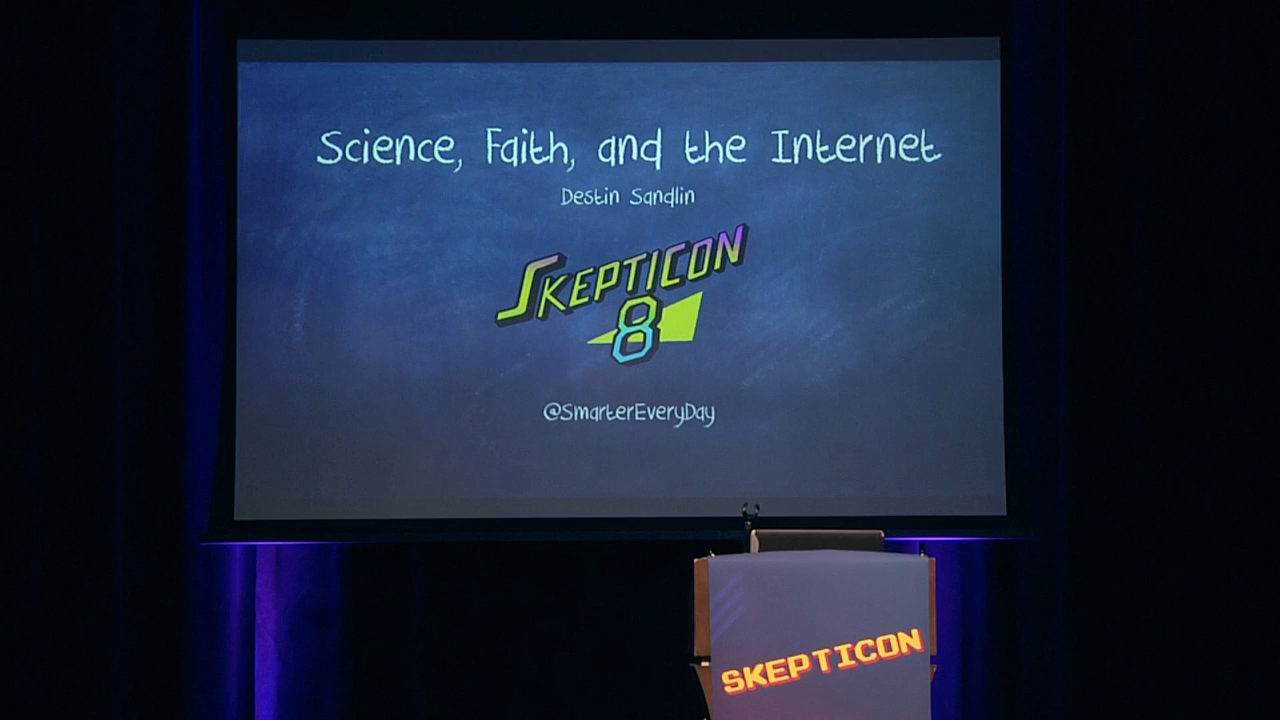 Science, Faith, and the Internet
Destin Sandlin
SKEPTICON
8
@SmarterEveryDay
SKEPTICON